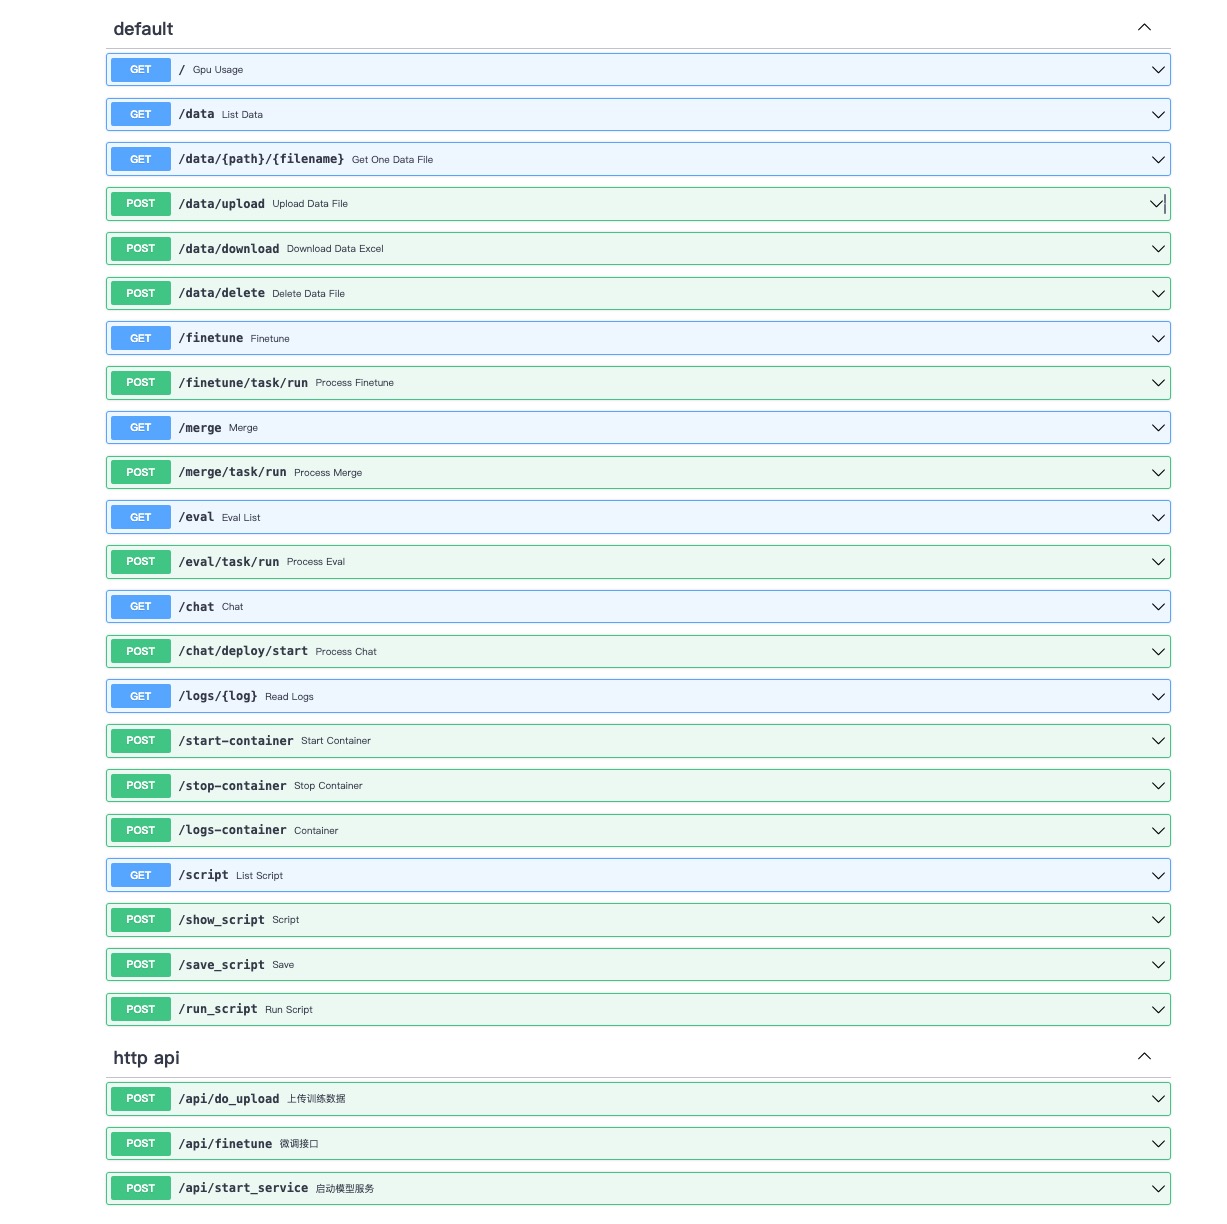 default
GET / Gpu Usage
GET /data List Data
GET /data/{path}/{filename} Get One Data File
POST /data/upload Upload Data File
POST /data/download Download Data Excel
POST /data/delete Delete Data File
GET /finetune Finetune
POST /finetune/task/run Process Finetune
GET /merge Merge
POST /merge/task/run Process Merge
GET /eval Eval List
POST /eval/task/run Process Eval
GET /chat Chat
POST /chat/deploy/start Process Chat
GET /logs/{log} Read Logs
POST /start-container Start Container
POST /stop-container Stop Container
POST /logs-container Container
GET /script List Script
POST /show_script Script
POST /save_script Save
POST /run_script Run Script
http api
POST /api/do_upload 上传训练数据
POST /api/finetune 微调接口
POST /api/start_service 启动模型服务